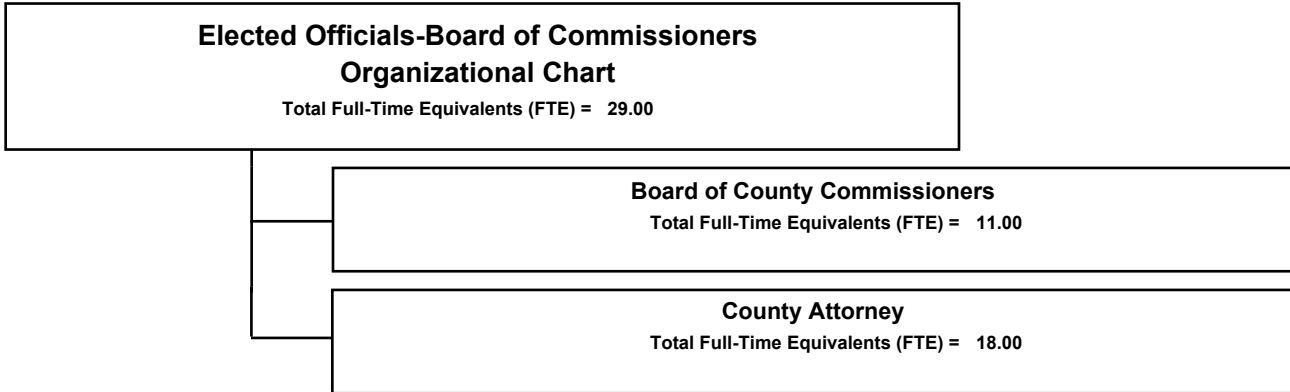 Elected Officials-Board of Commissioners
Organizational Chart
Total Full-Time Equivalents (FTE) = 29.00
Board of County Commissioners
Total Full-Time Equivalents (FTE) = 11.00
County Attorney
Total Full-Time Equivalents (FTE) = 18.00